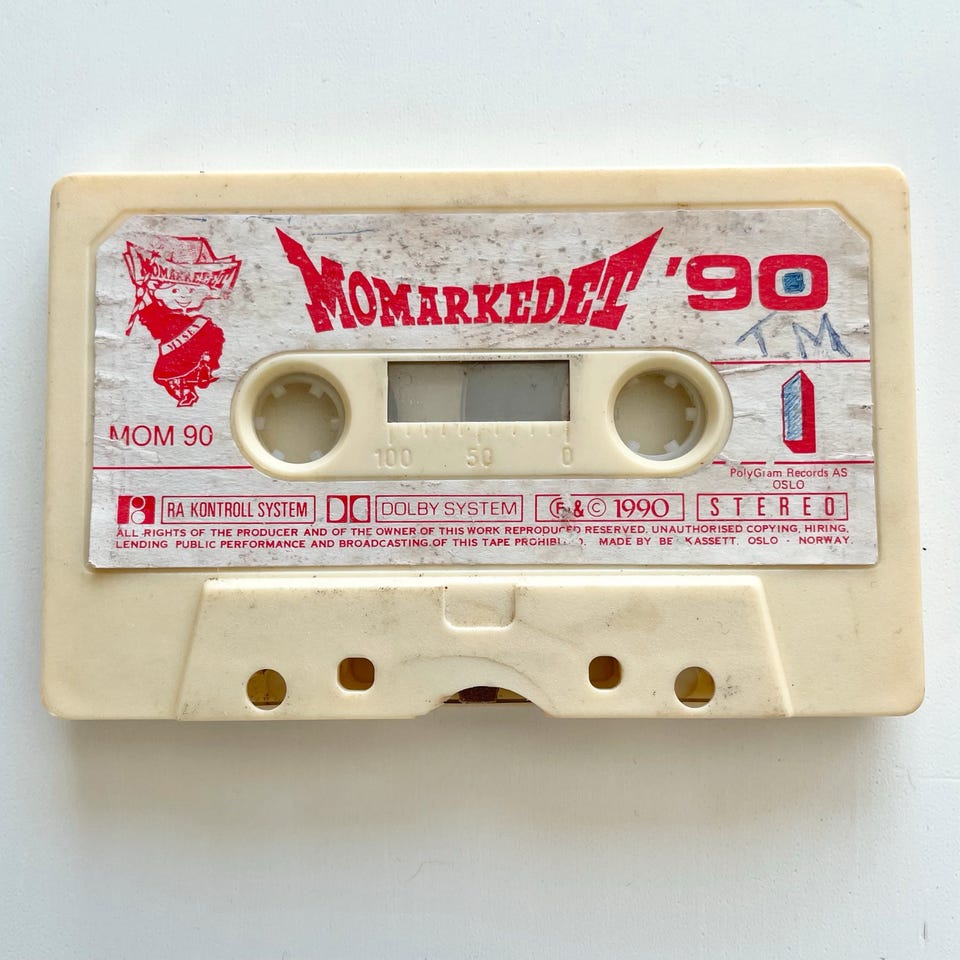 MOMARKEDET
MOMARKEDET '90
MYSEN
TM
MOM 90
1
100 50 0
PolyGram Records AS
OSLO
RA KONTROLL SYSTEM DOLBY SYSTEM Ⓟ & © 1990 STEREO
ALL RIGHTS OF THE PRODUCER AND OF THE OWNER OF THIS WORK REPRODUCED RESERVED. UNAUTHORISED COPYING, HIRING,
LENDING PUBLIC PERFORMANCE AND BROADCASTING OF THIS TAPE MADE BY KASSETT. OSLO - NORWAY.